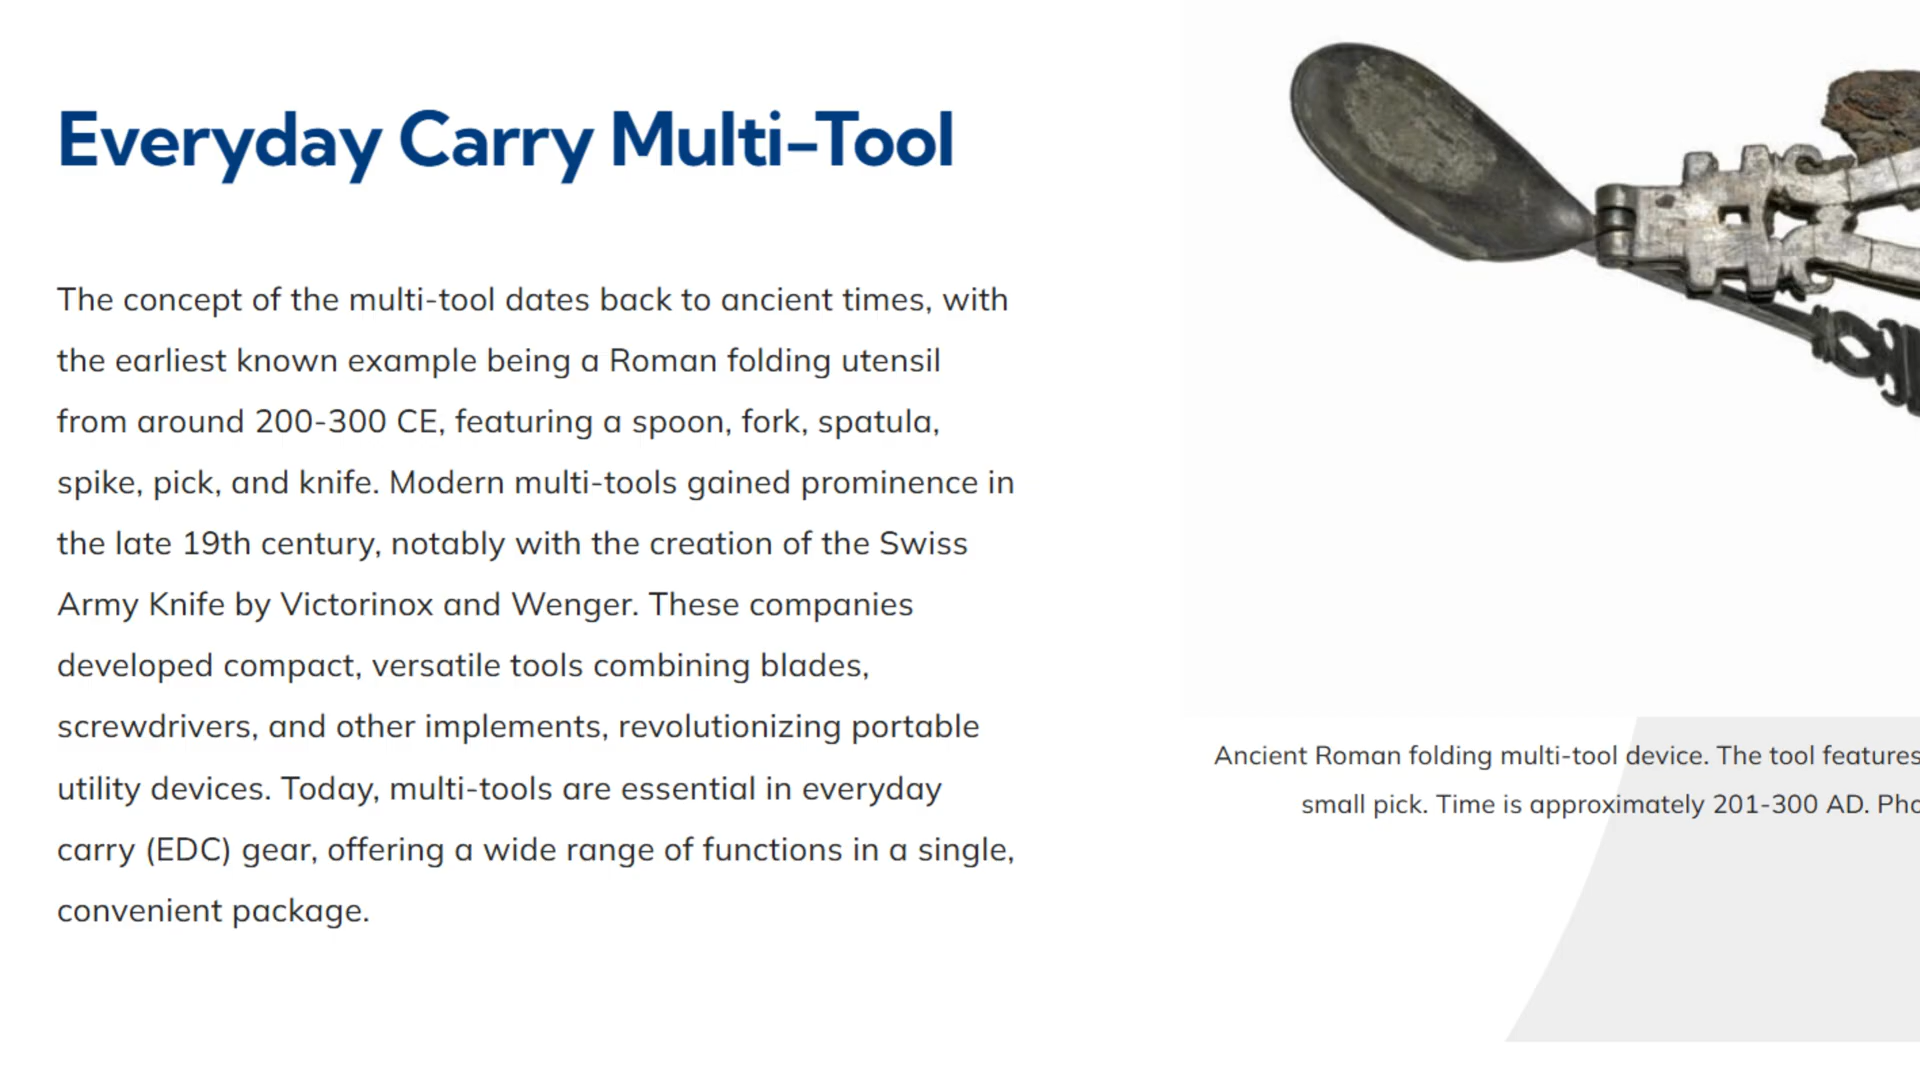 Everyday Carry Multi-Tool
The concept of the multi-tool dates back to ancient times, with
the earliest known example being a Roman folding utensil
from around 200-300 CE, featuring a spoon, fork, spatula,
spike, pick, and knife. Modern multi-tools gained prominence in
the late 19th century, notably with the creation of the Swiss
Army Knife by Victorinox and Wenger. These companies
developed compact, versatile tools combining blades,
screwdrivers, and other implements, revolutionizing portable
utility devices. Today, multi-tools are essential in everyday
carry (EDC) gear, offering a wide range of functions in a single,
convenient package.
Ancient Roman folding multi-tool device. The tool features
small pick. Time is approximately 201-300 AD.